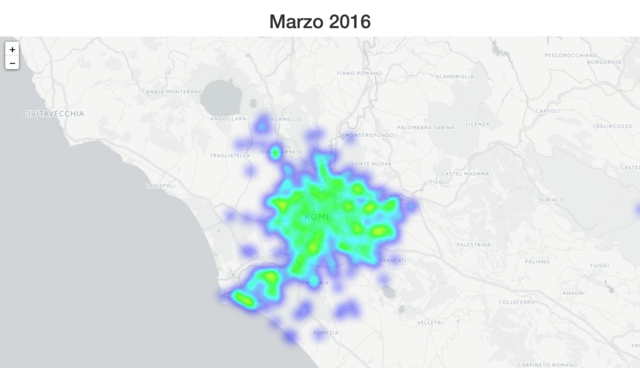 Marzo 2016
+
−
PESCOROCCHIANO
BORGOROSE
FIANO ROMANO
SCANDRIGLIA
CANALE MONTERANO
CARSOLI
CIVITAVECCHIA
ANGUILLARA
PALOMBARA SABINA
LICENZA
TAGLIACOZZO
MONTEROTONDO
TRAGLIATELLA
FONTE NUOVA
CASTEL MADAMA
LADISPOLI
TIVOLI
SUBIACO
ROME
PALESTRINA
FRASCATI
PALIANO
FIUGGI
ANAGNI
COLLEFERRO
VELLETRI
POMEZIA
CARPINETO ROMANO